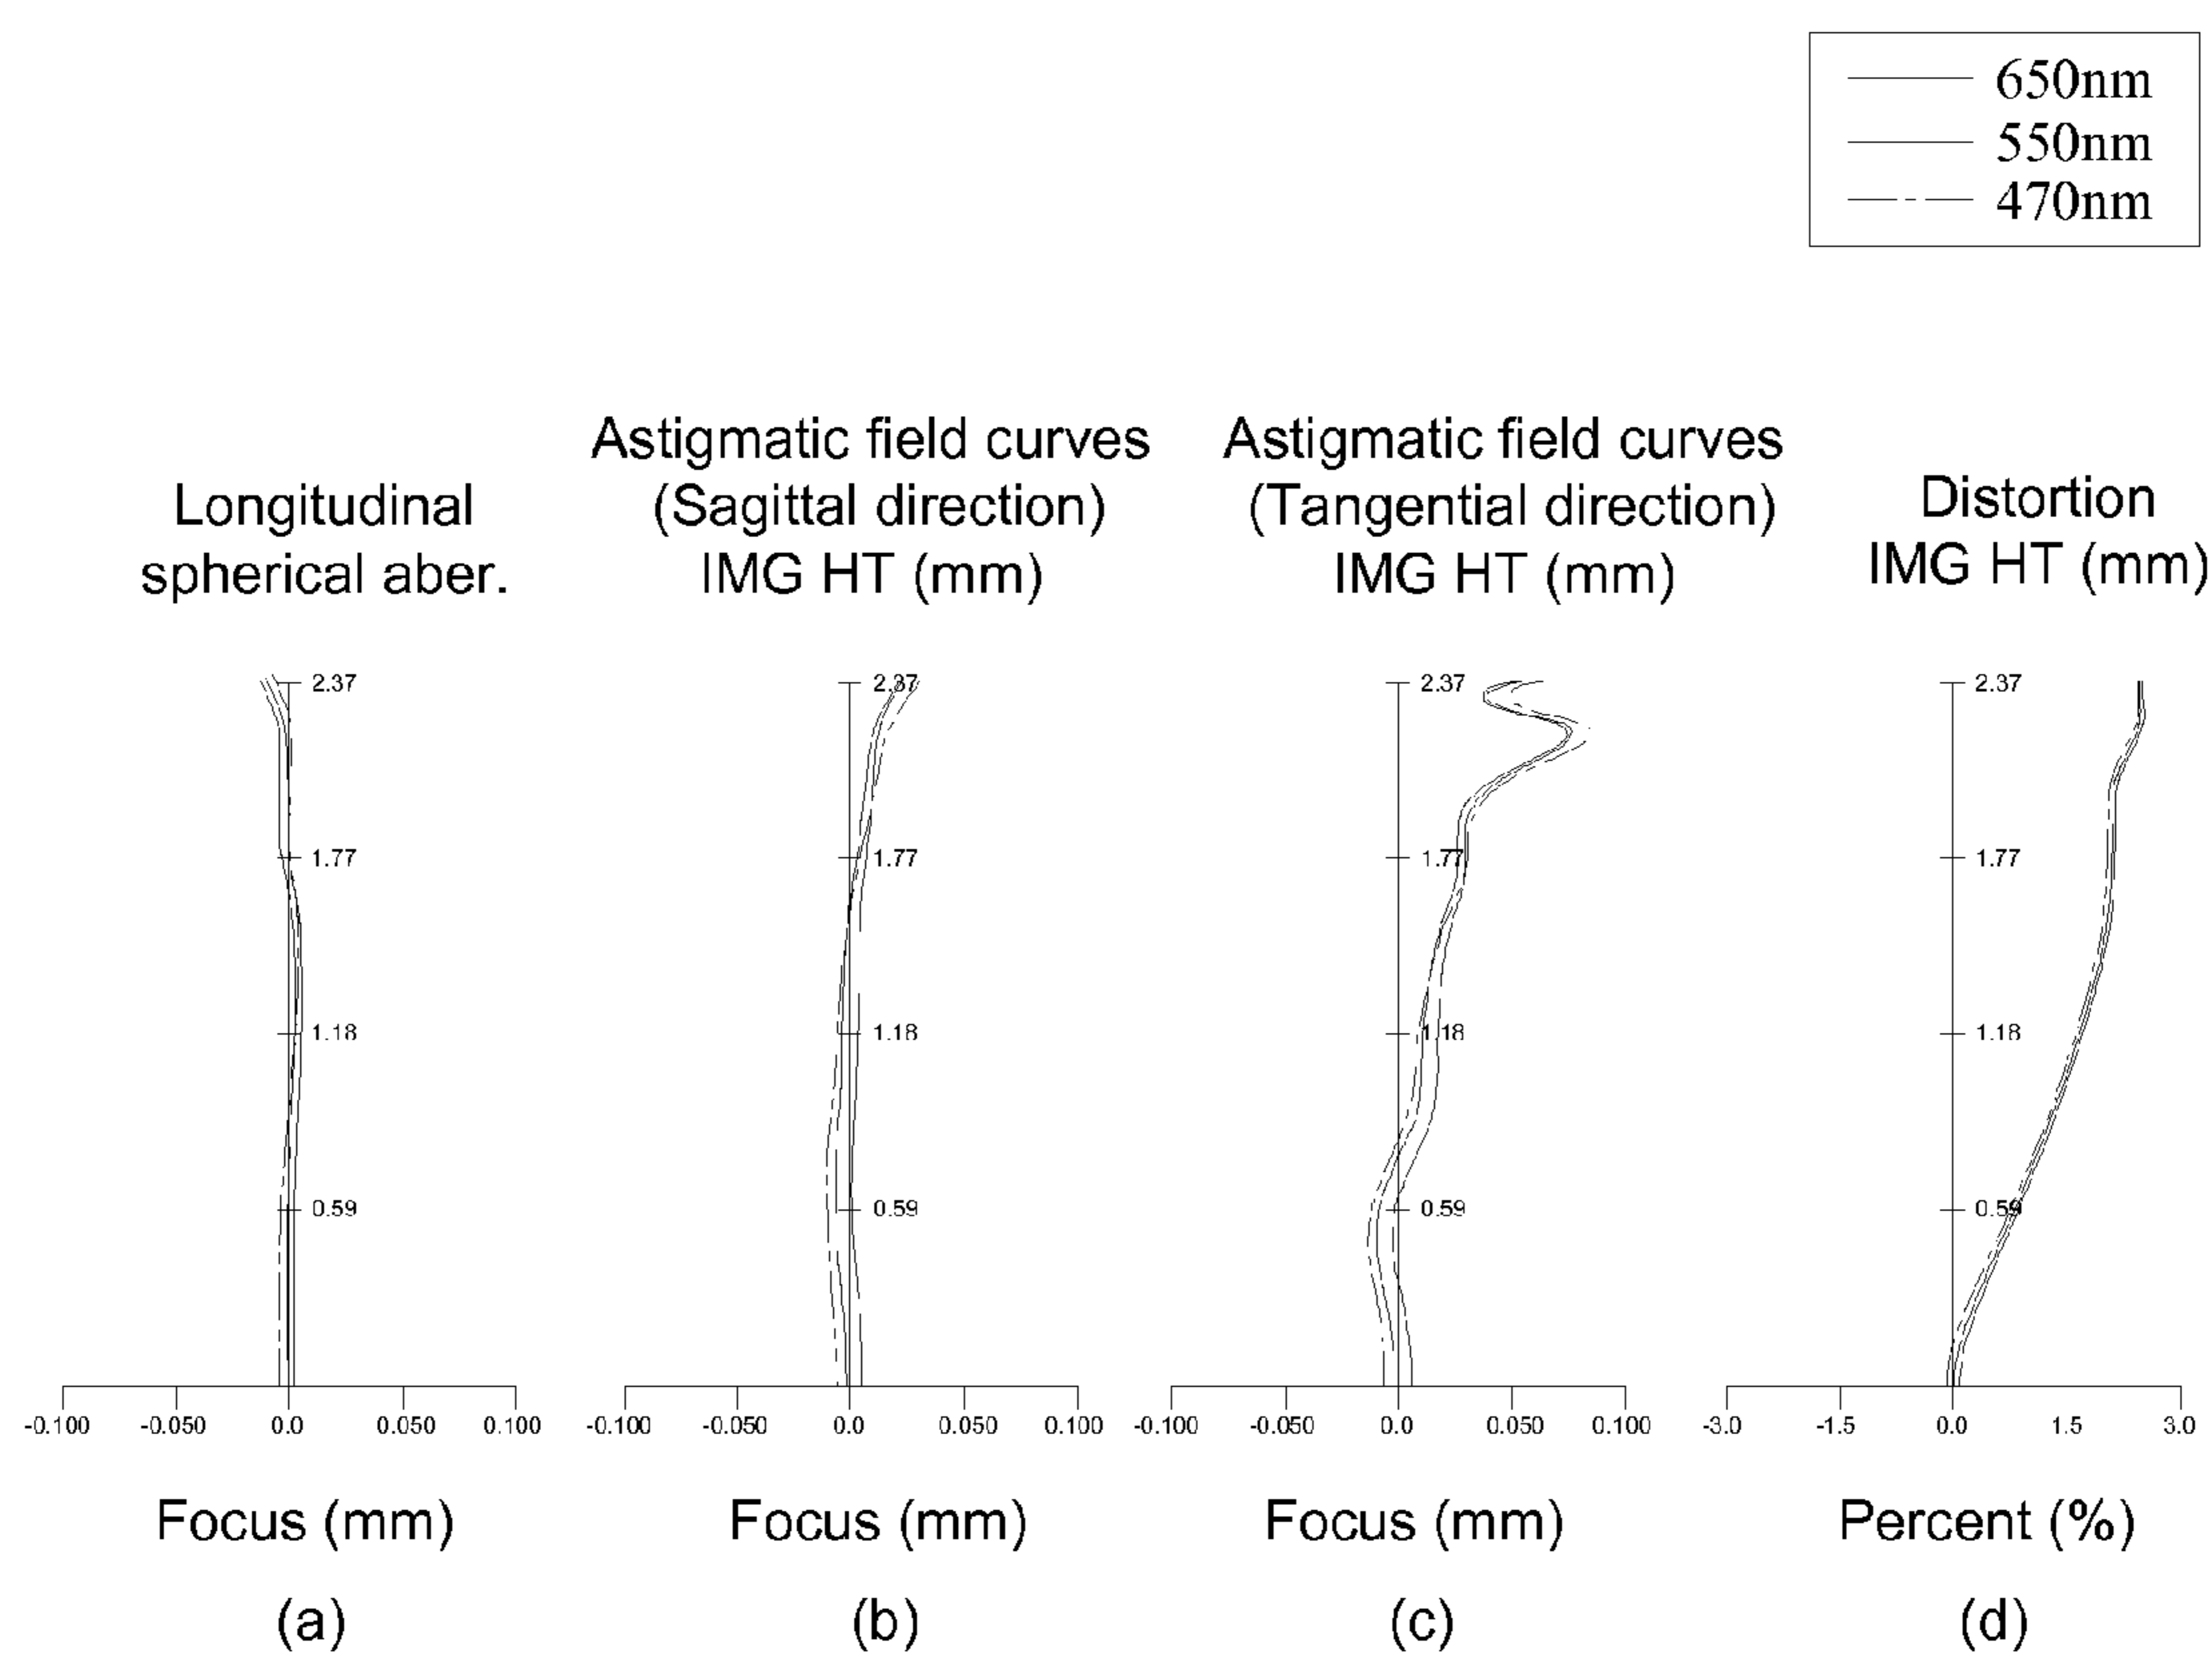 650nm
550nm
470nm
Longitudinal
spherical aber.
Astigmatic field curves
(Sagittal direction)
IMG HT (mm)
Astigmatic field curves
(Tangential direction)
IMG HT (mm)
Distortion
IMG HT (mm)
2.37
1.77
1.18
0.59
-0.100 -0.050 0.0 0.050 0.100
Focus (mm)
(a)
2.37
1.77
1.18
0.59
-0.100 -0.050 0.0 0.050 0.100
Focus (mm)
(b)
2.37
1.77
1.18
0.59
-0.100 -0.050 0.0 0.050 0.100
Focus (mm)
(c)
2.37
1.77
1.18
0.59
-3.0 -1.5 0.0 1.5 3.0
Percent (%)
(d)